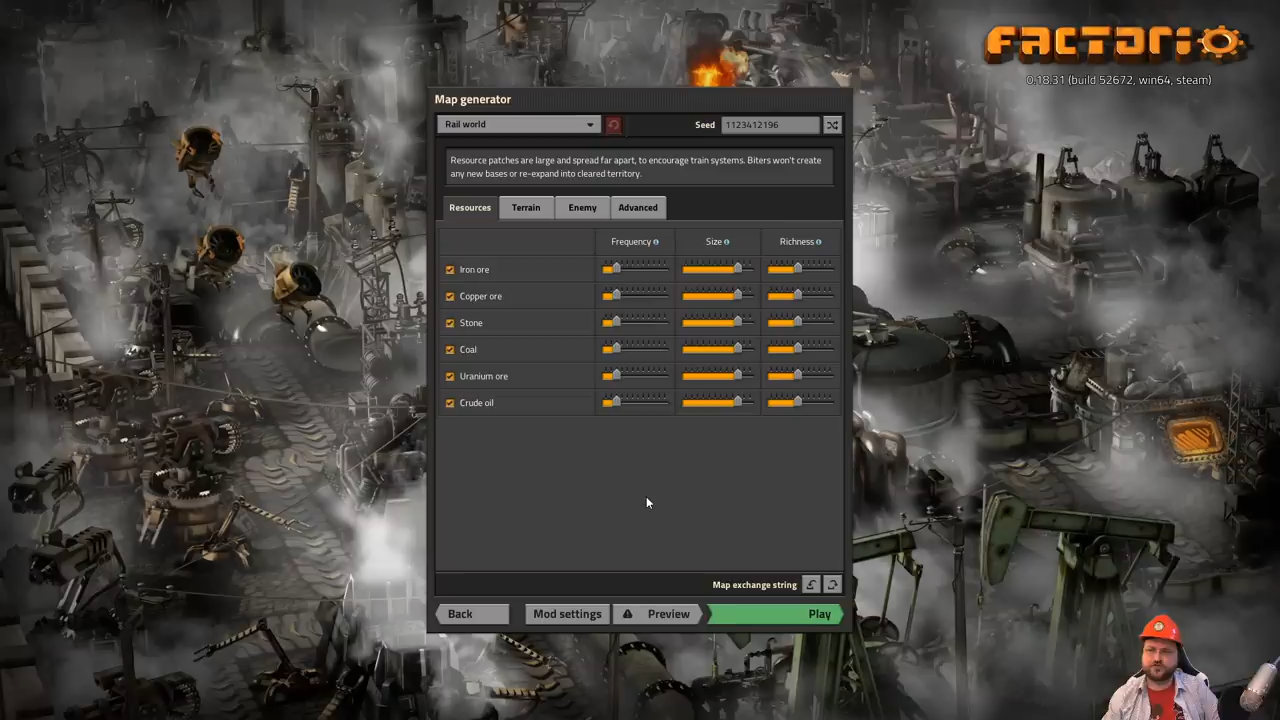 FACTORIO
0.18.31 (build 52672, win64, steam)
Map generator
Rail world
Seed 1123412196
Resource patches are large and spread far apart, to encourage train systems. Biters won't create
any new bases or re-expand into cleared territory.
Resources Terrain Enemy Advanced
Frequency Size Richness
Iron ore
Copper ore
Stone
Coal
Uranium ore
Crude oil
Map exchange string
Back Mod settings Preview Play